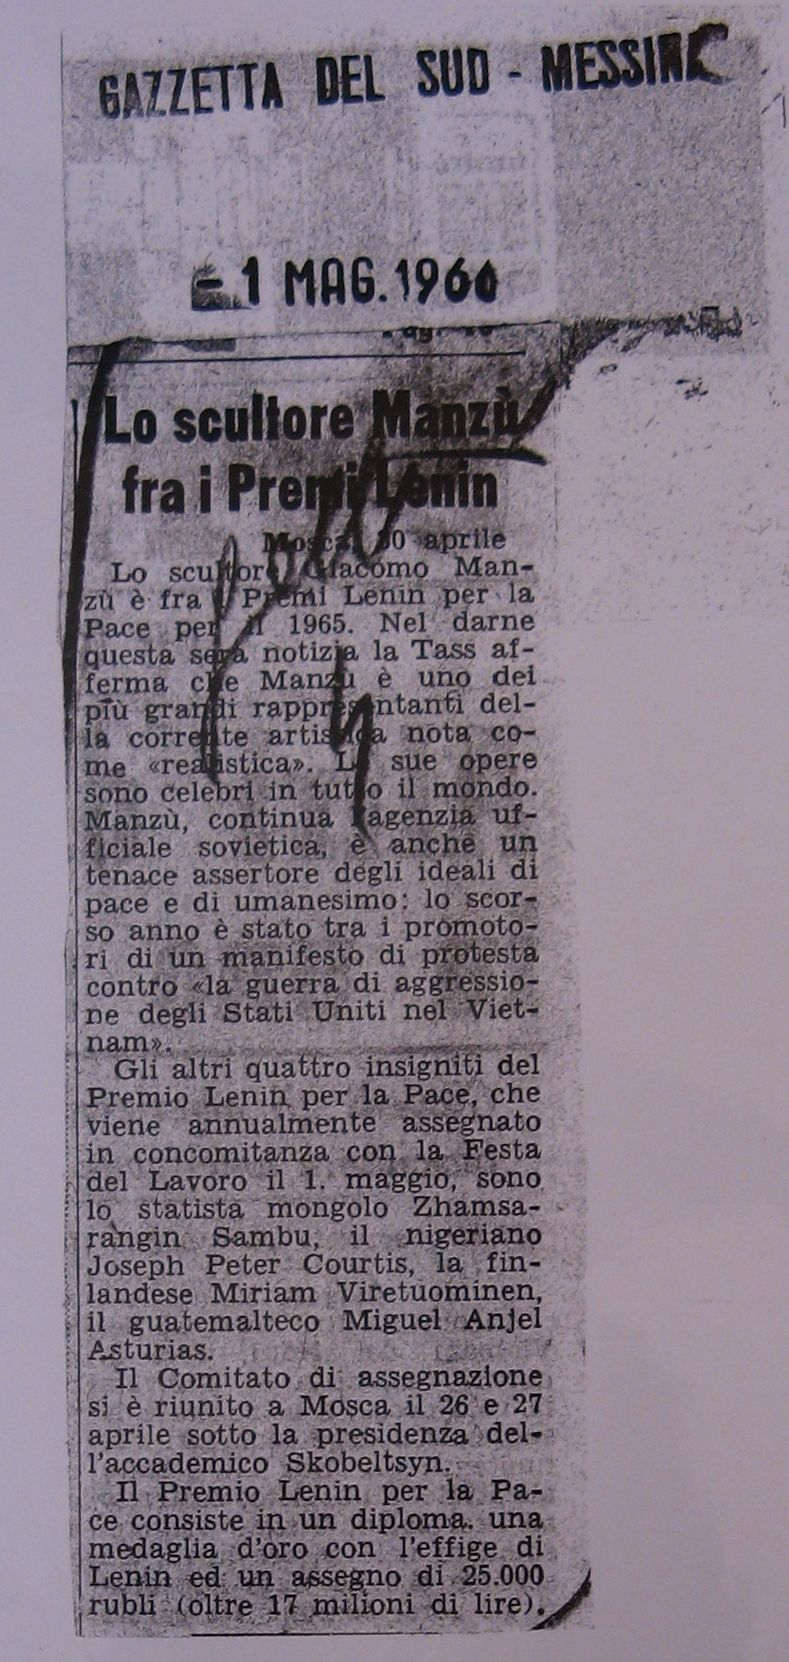 GAZZETTA DEL SUD - MESSINA
- 1 MAG. 1966
Lo scultore Manzù
fra i Premi Lenin
Mosca, 30 aprile
Lo scultore Giacomo Man-
zù è fra i Premi Lenin per la
Pace per il 1965. Nel darne
questa sera notizia la Tass af-
ferma che Manzù è uno dei
più grandi rappresentanti del-
la corrente artistica nota co-
me «realistica». Le sue opere
sono celebri in tutto il mondo.
Manzù, continua l'agenzia uf-
ficiale sovietica, è anche un
tenace assertore degli ideali di
pace e di umanesimo: lo scor-
so anno è stato tra i promoto-
ri di un manifesto di protesta
contro «la guerra di aggressio-
ne degli Stati Uniti nel Viet-
nam».
Gli altri quattro insigniti del
Premio Lenin per la Pace, che
viene annualmente assegnato
in concomitanza con la Festa
del Lavoro il 1. maggio, sono
lo statista mongolo Zhamsa-
rangin Sambu, il nigeriano
Joseph Peter Courtis, la fin-
landese Miriam Viretuominen,
il guatemalteco Miguel Anjel
Asturias.
Il Comitato di assegnazione
si è riunito a Mosca il 26 e 27
aprile sotto la presidenza del-
l'accademico Skobeltsyn.
Il Premio Lenin per la Pa-
ce consiste in un diploma. una
medaglia d'oro con l'effige di
Lenin ed un assegno di 25.000
rubli (oltre 17 milioni di lire).